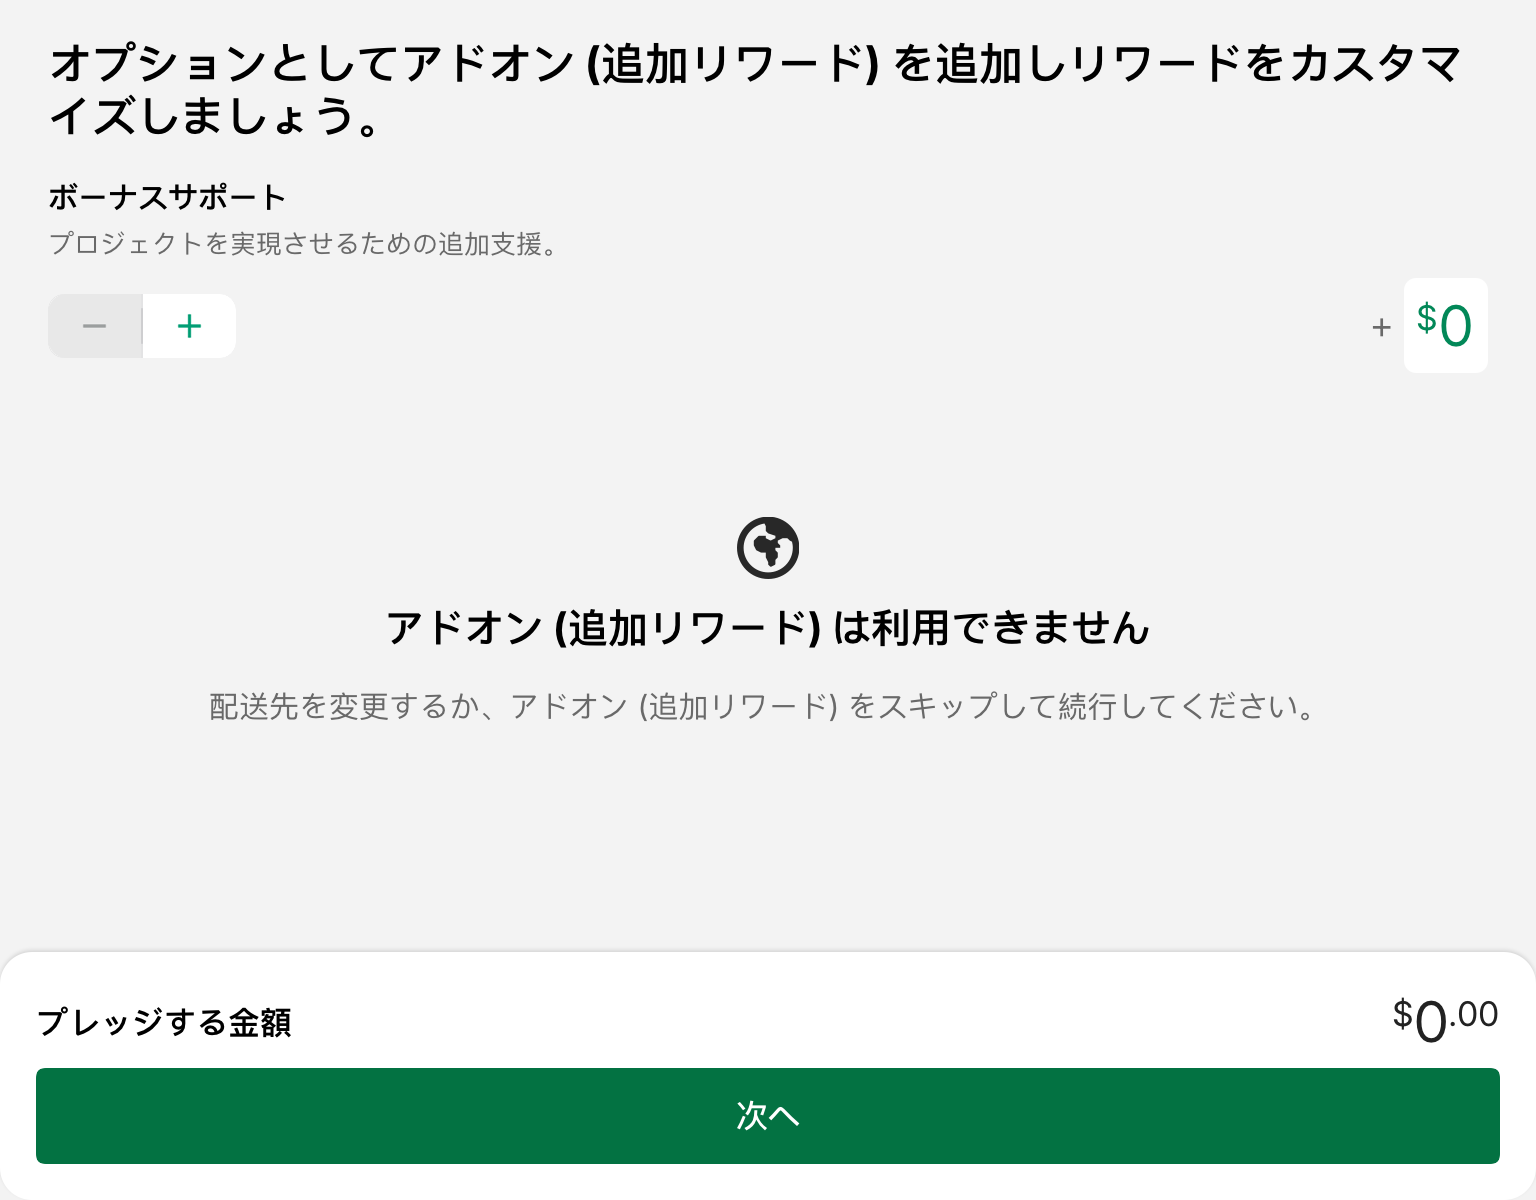 オプションとしてアドオン (追加リワード) を追加しリワードをカスタマ
イズしましょう。
ボーナスサポート
プロジェクトを実現させるための追加支援。
− +
+ $0
アドオン (追加リワード) は利用できません
配送先を変更するか、アドオン (追加リワード) をスキップして続行してください。
プレッジする金額
$0.00
次へ